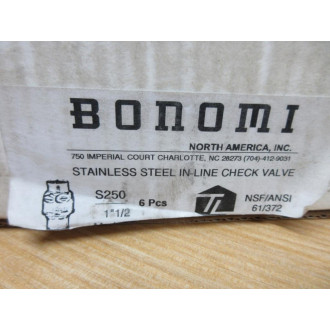 BONOMI
NORTH AMERICA, INC.
750 IMPERIAL COURT CHARLOTTE, NC 28273 (704)-412-9031
STAINLESS STEEL IN-LINE CHECK VALVE
S250
1"1/2 6 Pcs
NSF/ANSI
61/372